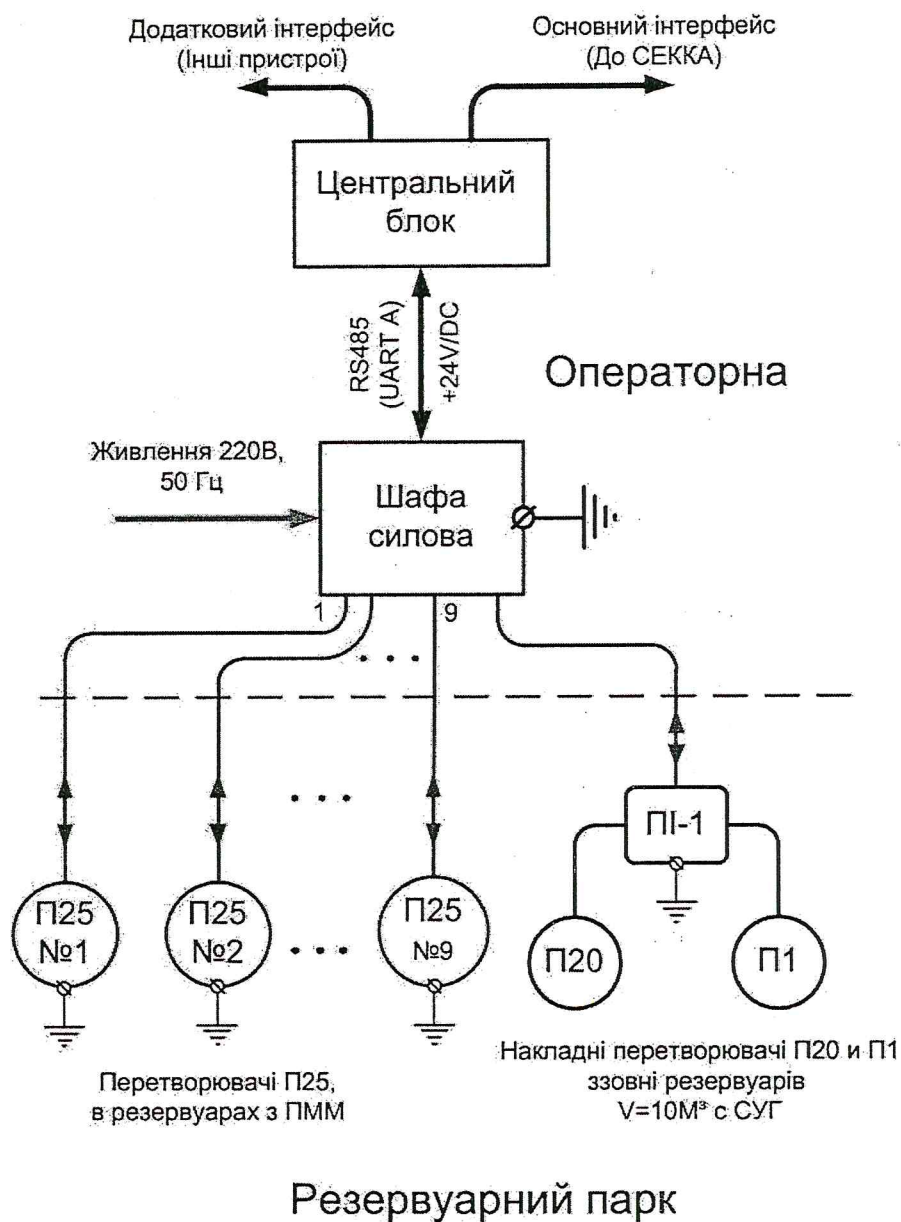 Додатковий інтерфейс
(Інші пристрої)
Основний інтерфейс
(До СЕККА)
Центральний
блок
RS485
(UART A)
+24V/DC
Операторна
Живлення 220В,
50 Гц
Шафа
силова
1
9
. . .
. . .
ПІ-1
П25
№1
П25
№2
. . .
П25
№9
П20
П1
Перетворювачі П25,
в резервуарах з ПММ
Накладні перетворювачі П20 и П1
ззовні резервуарів
V=10М³ с СУГ
Резервуарний парк